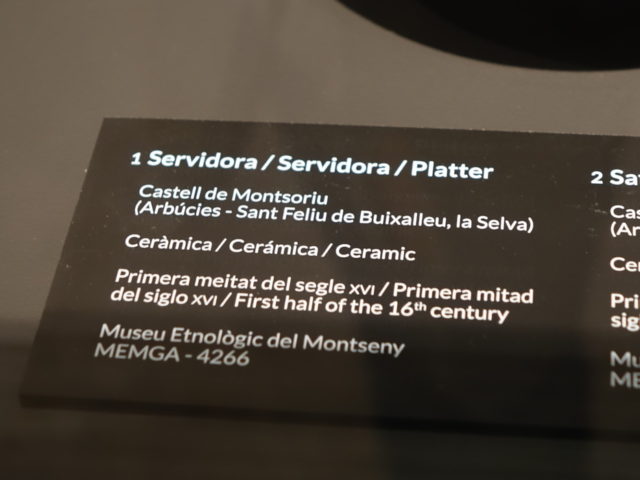 1 Servidora / Servidora / Platter
Castell de Montsoriu
(Arbúcies - Sant Feliu de Buixalleu, la Selva)
Ceràmica / Cerámica / Ceramic
Primera meitat del segle XVI / Primera mitad
del siglo XVI / First half of the 16th century
Museu Etnològic del Montseny
MEMGA - 4266
2